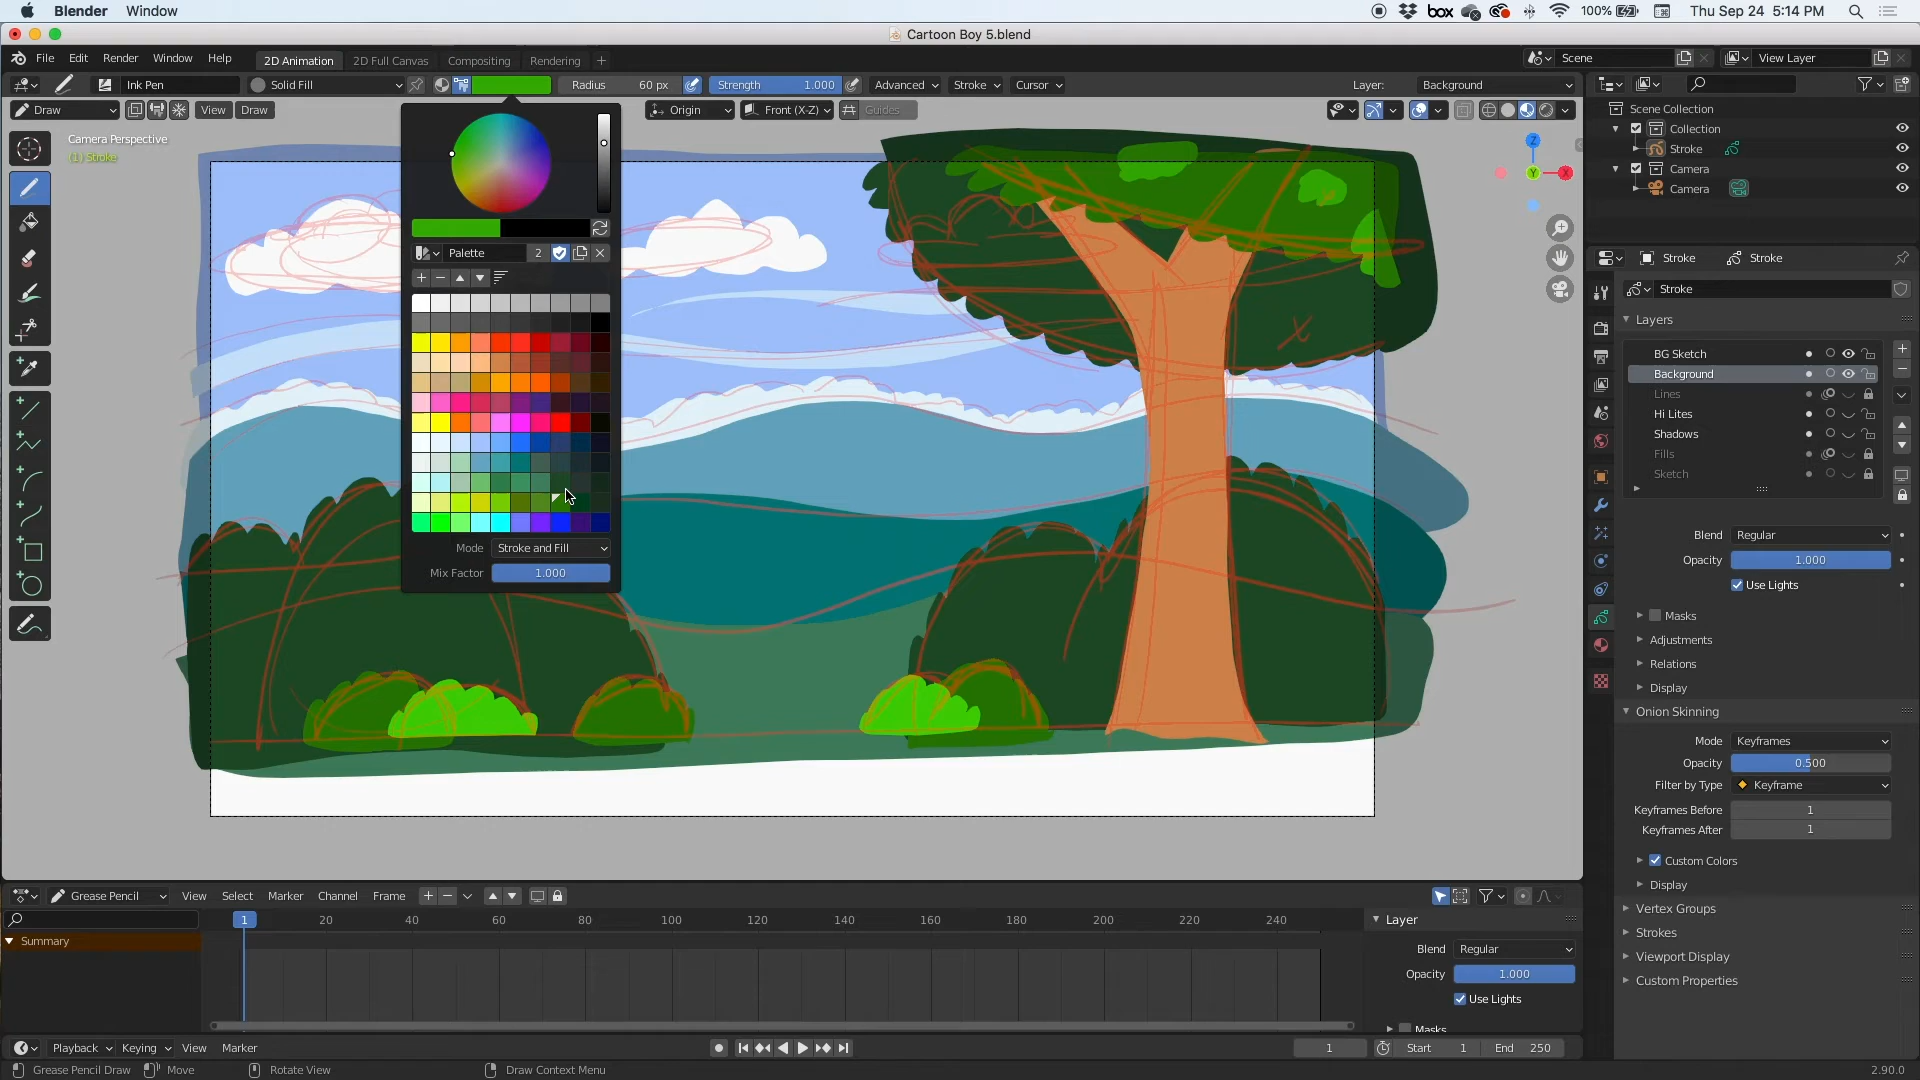 Blender Window
box 100% Thu Sep 24 5:14 PM
Cartoon Boy 5.blend
File Edit Render Window Help 2D Animation 2D Full Canvas Compositing Rendering + Scene View Layer
Ink Pen Solid Fill Radius 60 px Strength 1.000 Advanced Stroke Cursor Layer: Background
Draw View Draw Origin Front (X-Z) Guides
Camera Perspective
(1) Stroke
Z
Y
X
Palette 2
Mode Stroke and Fill
Mix Factor 1.000
Scene Collection
Collection
Stroke
Camera
Camera
Stroke Stroke
Stroke
Layers
BG Sketch
Background
Lines
Hi Lites
Shadows
Fills
Sketch
Blend Regular
Opacity 1.000
Use Lights
Masks
Adjustments
Relations
Display
Onion Skinning
Mode Keyframes
Opacity 0.500
Filter by Type Keyframe
Keyframes Before 1
Keyframes After 1
Custom Colors
Display
Vertex Groups
Strokes
Viewport Display
Custom Properties
Grease Pencil View Select Marker Channel Frame
1 20 40 60 80 100 120 140 160 180 200 220 240
Summary
Layer
Blend Regular
Opacity 1.000
Use Lights
Masks
Playback Keying View Marker 1 Start 1 End 250
Grease Pencil Draw Move Rotate View Draw Context Menu 2.90.0